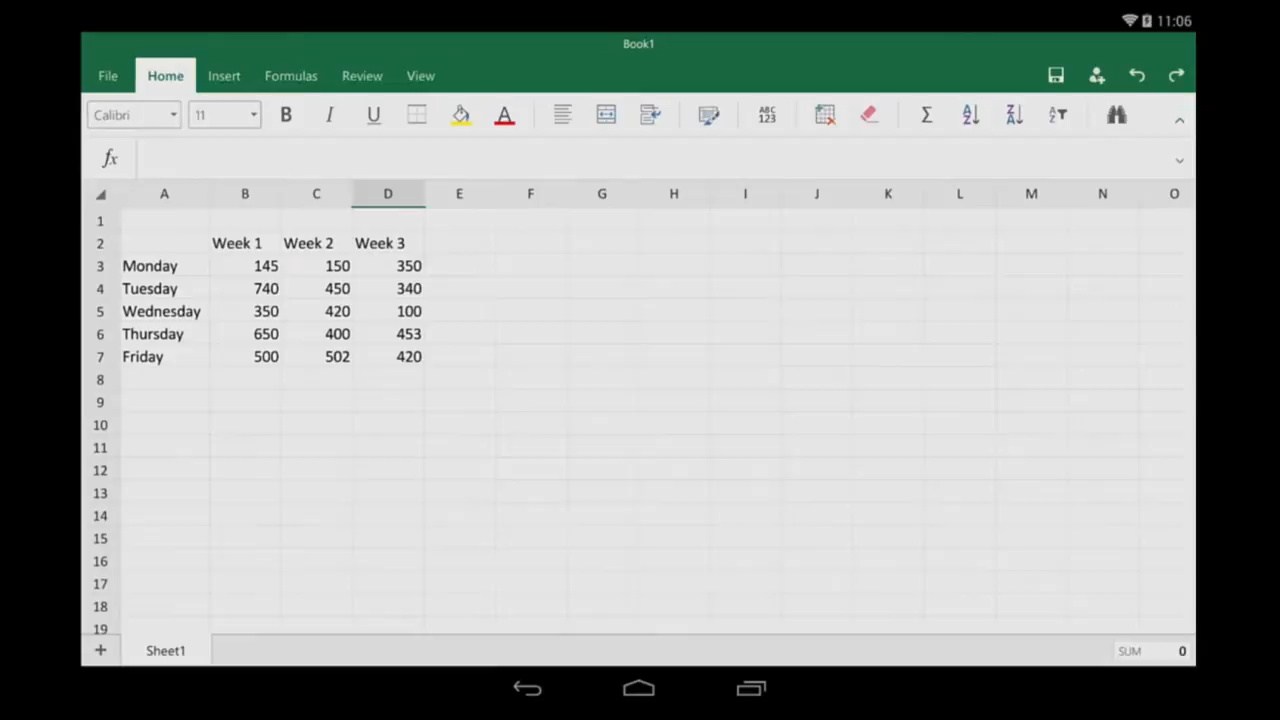 11:06
Book1
File Home Insert Formulas Review View
Calibri 11 B I U A ABC 123 Σ A Z Z A A Z
fx
A B C D E F G H I J K L M N O
1
2 Week 1 Week 2 Week 3
3 Monday 145 150 350
4 Tuesday 740 450 340
5 Wednesday 350 420 100
6 Thursday 650 400 453
7 Friday 500 502 420
8
9
10
11
12
13
14
15
16
17
18
19
+ Sheet1 SUM 0